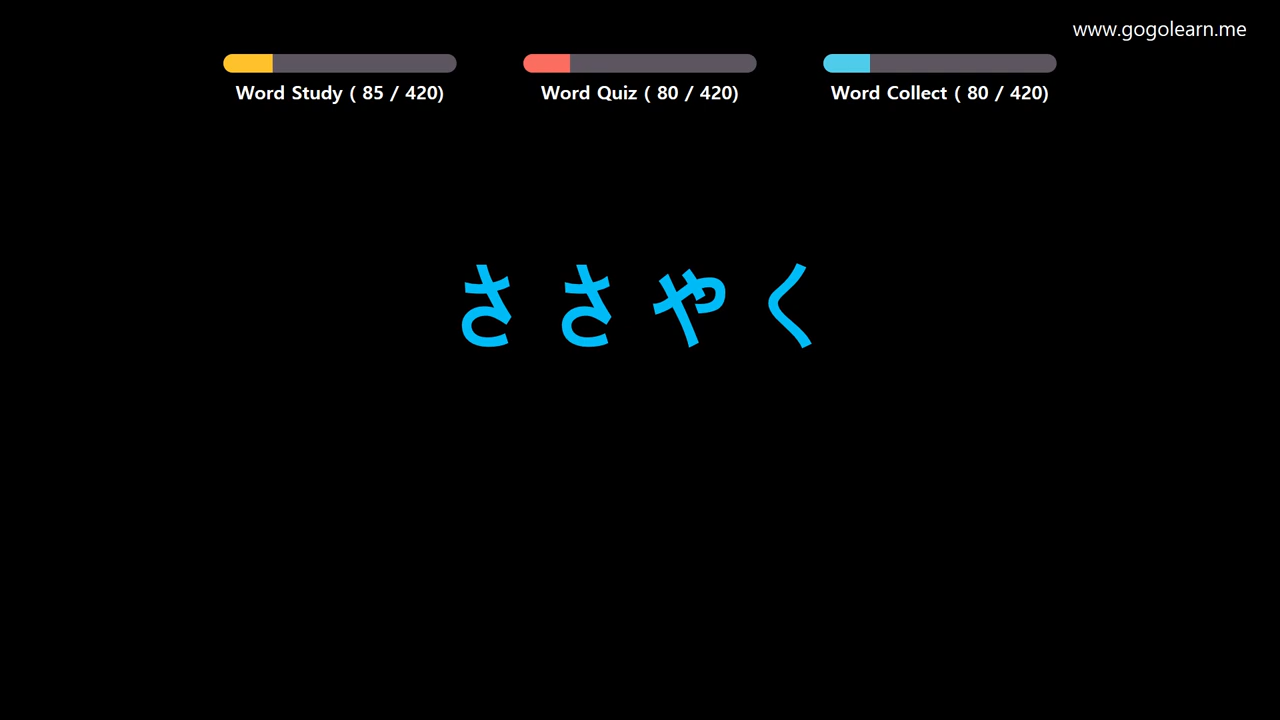 www.gogolearn.me
Word Study ( 85 / 420)
Word Quiz ( 80 / 420)
Word Collect ( 80 / 420)
ささやく